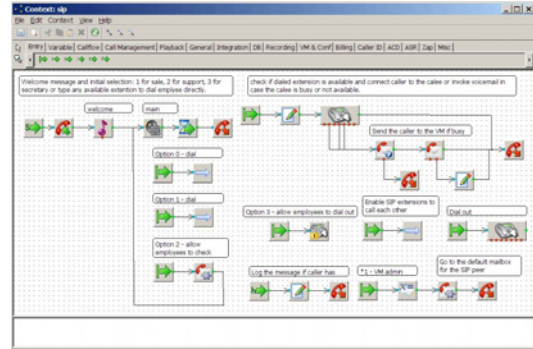 Context: sip
File Edit Context View Help
Entry Variable Callflow Call Management Playback General Integration DB Recording VM & Conf Billing Caller ID ACD ASR Zap Misc
Welcome message and initial selection: 1 for sale, 2 for support, 3 for
secretary or type any available extention to dial emplyee directly.
check if dialed extension is available and connect caller to the calee or invoke voicemail in
case the calee is busy or not available.
welcome
main
Send the caller to the VM if busy
Option 0 - dial
Option 1 - dial
Option 2 - allow
employees to check
Option 3 - allow employees to dial out
Enable SIP extensions to
call each other
Dial out
Log the message if caller has
*1 - VM admin
Go to the default mailbox
for the SIP peer